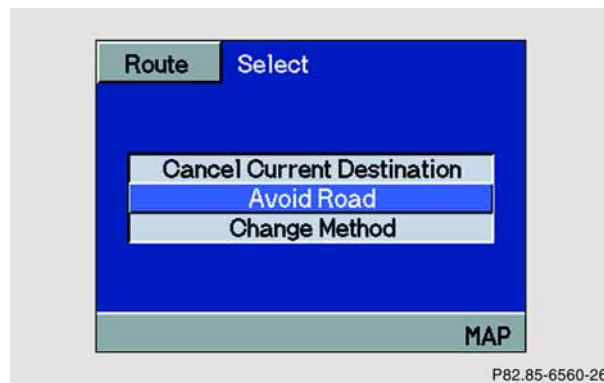 Route Select
Cancel Current Destination
Avoid Road
Change Method
MAP
P82.85-6560-26